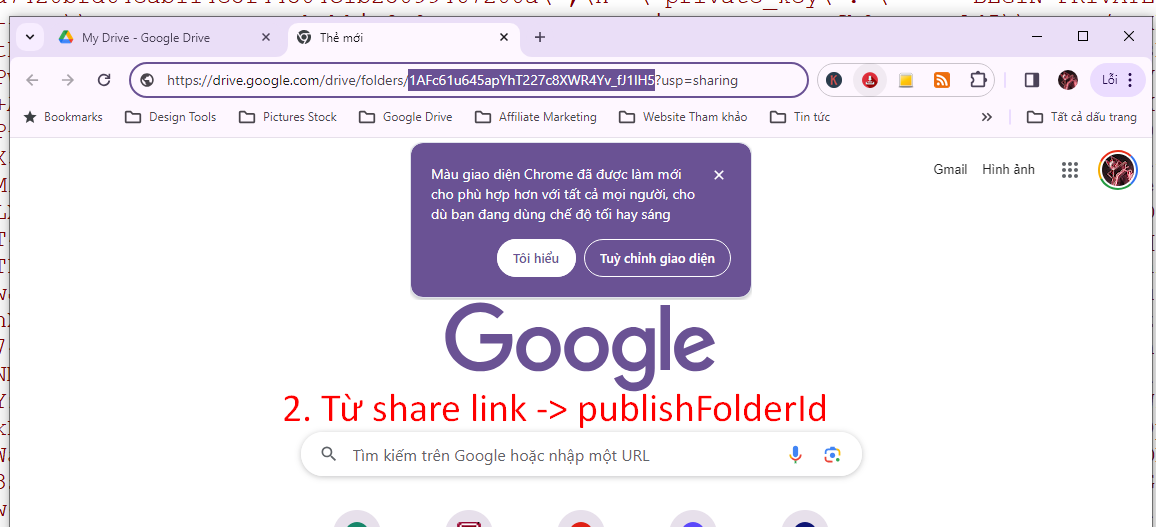 My Drive - Google Drive
Thẻ mới
https://drive.google.com/drive/folders/1AFc61u645apYhT227c8XWR4Yv_fJ1IH5?usp=sharing
Lỗi
Bookmarks Design Tools Pictures Stock Google Drive Affiliate Marketing Website Tham khảo Tin tức » Tất cả dấu trang
Gmail Hình ảnh
Màu giao diện Chrome đã được làm mới
cho phù hợp hơn với tất cả mọi người, cho
dù bạn đang dùng chế độ tối hay sáng
Tôi hiểu Tuỳ chỉnh giao diện
Google
2. Từ share link -> publishFolderId
Tìm kiếm trên Google hoặc nhập một URL